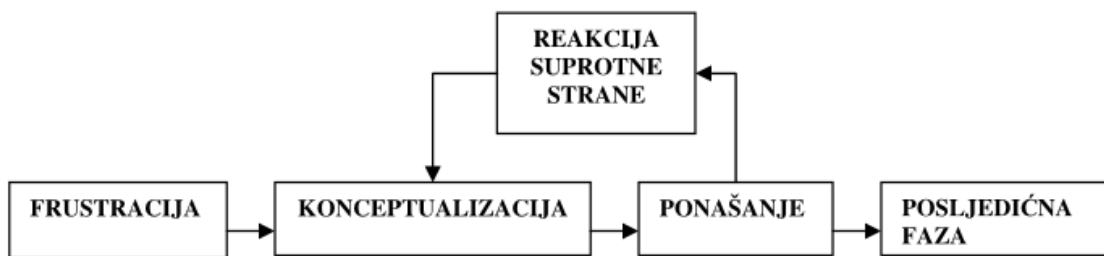 REAKCIJA
SUPROTNE
STRANE
FRUSTRACIJA
KONCEPTUALIZACIJA
PONAŠANJE
POSLJEDIĆNA
FAZA